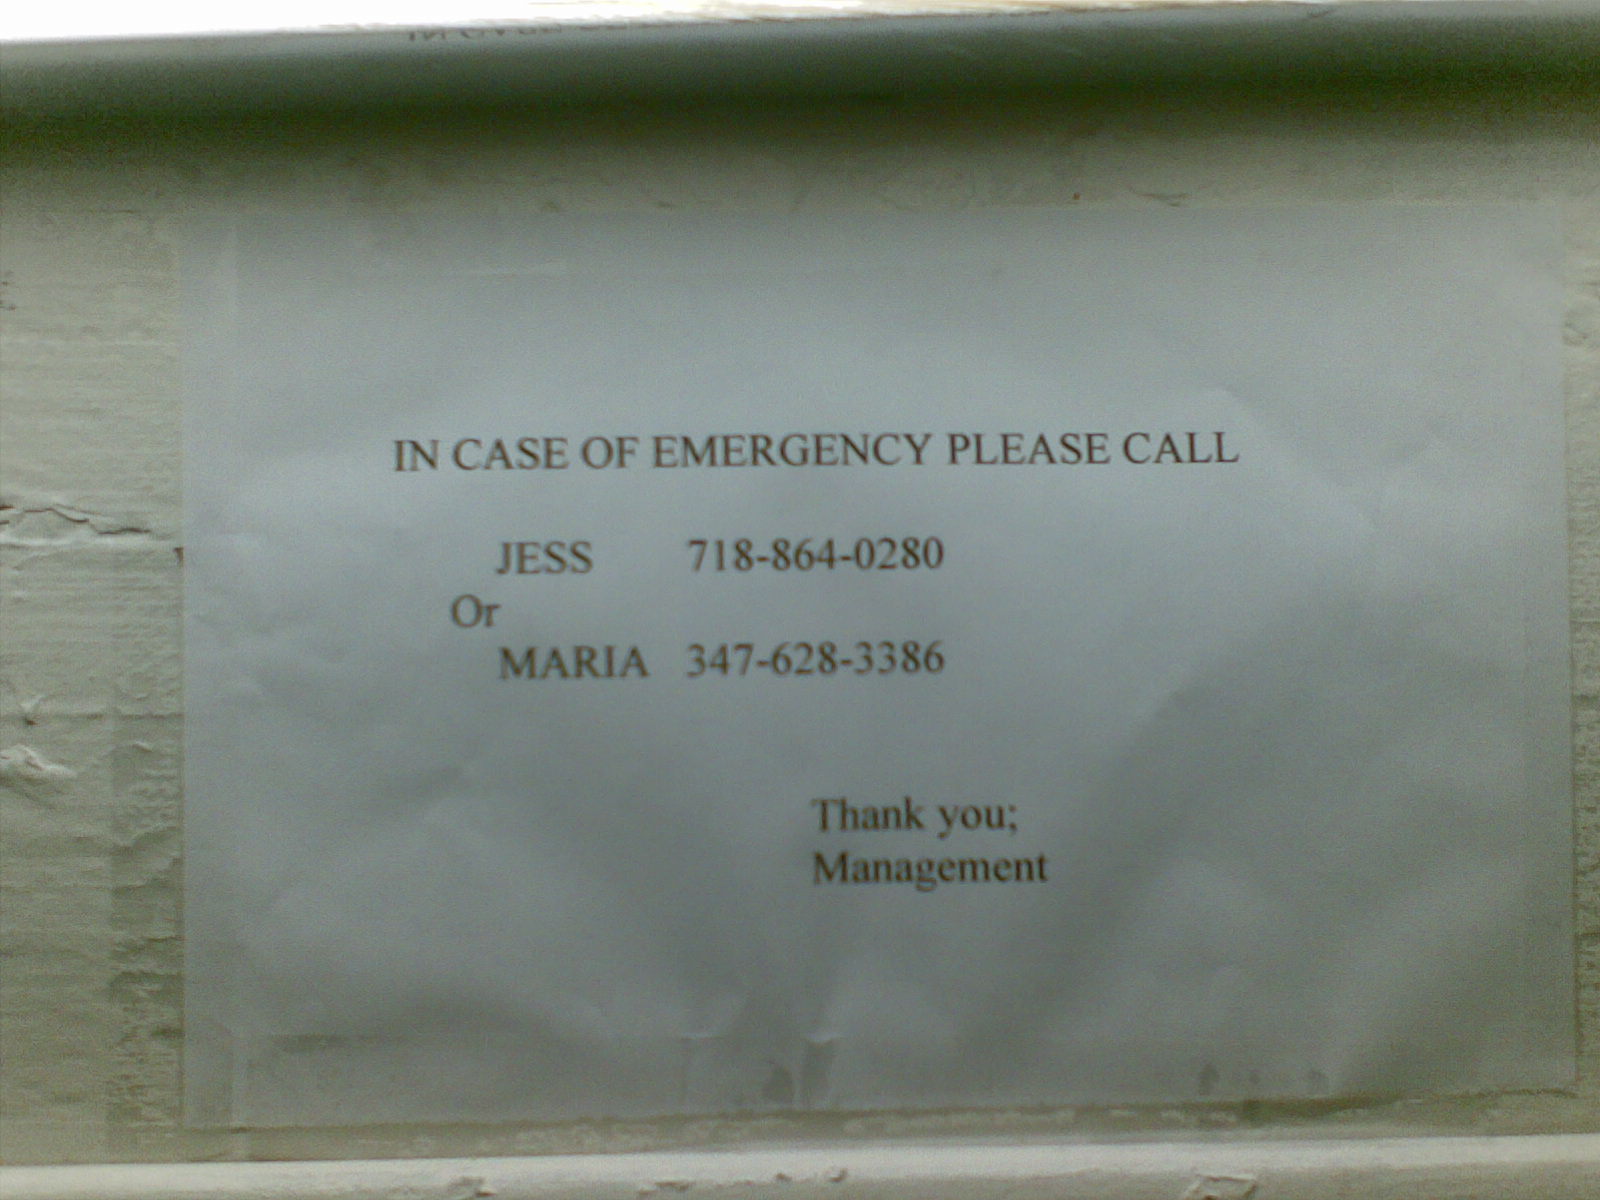 IN CASE OF EMERGENCY PLEASE CALL
JESS 718-864-0280
Or
MARIA 347-628-3386
Thank you;
Management